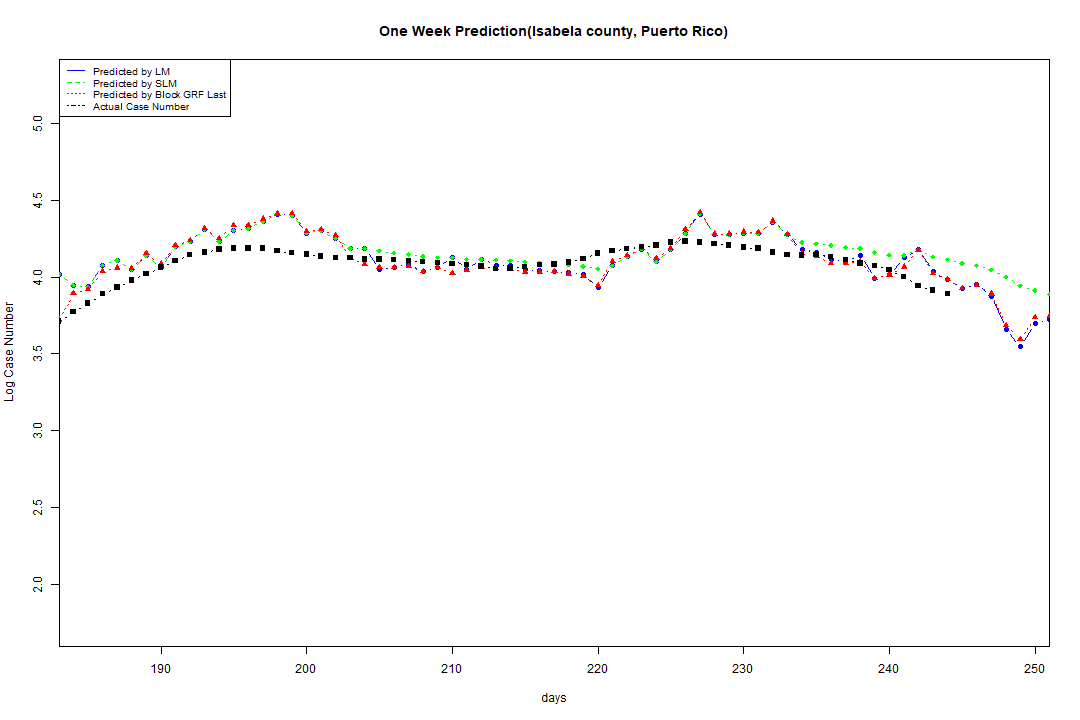 One Week Prediction(Isabela county, Puerto Rico)
Predicted by LM
Predicted by SLM
Predicted by Block GRF Last
Actual Case Number
5.0
4.5
4.0
3.5
3.0
2.5
2.0
Log Case Number
190 200 210 220 230 240 250
days